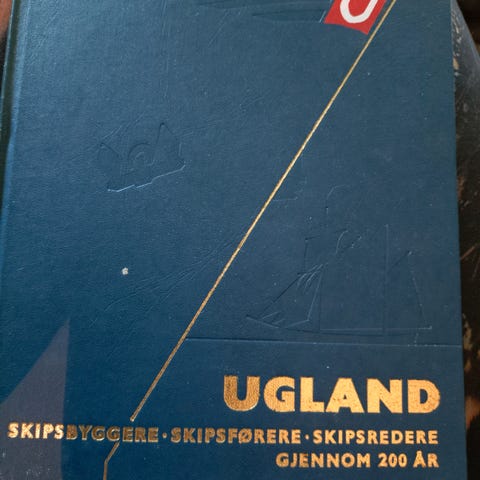 U
UGLAND
SKIPSBYGGERE · SKIPSFØRERE · SKIPSREDERE
GJENNOM 200 ÅR